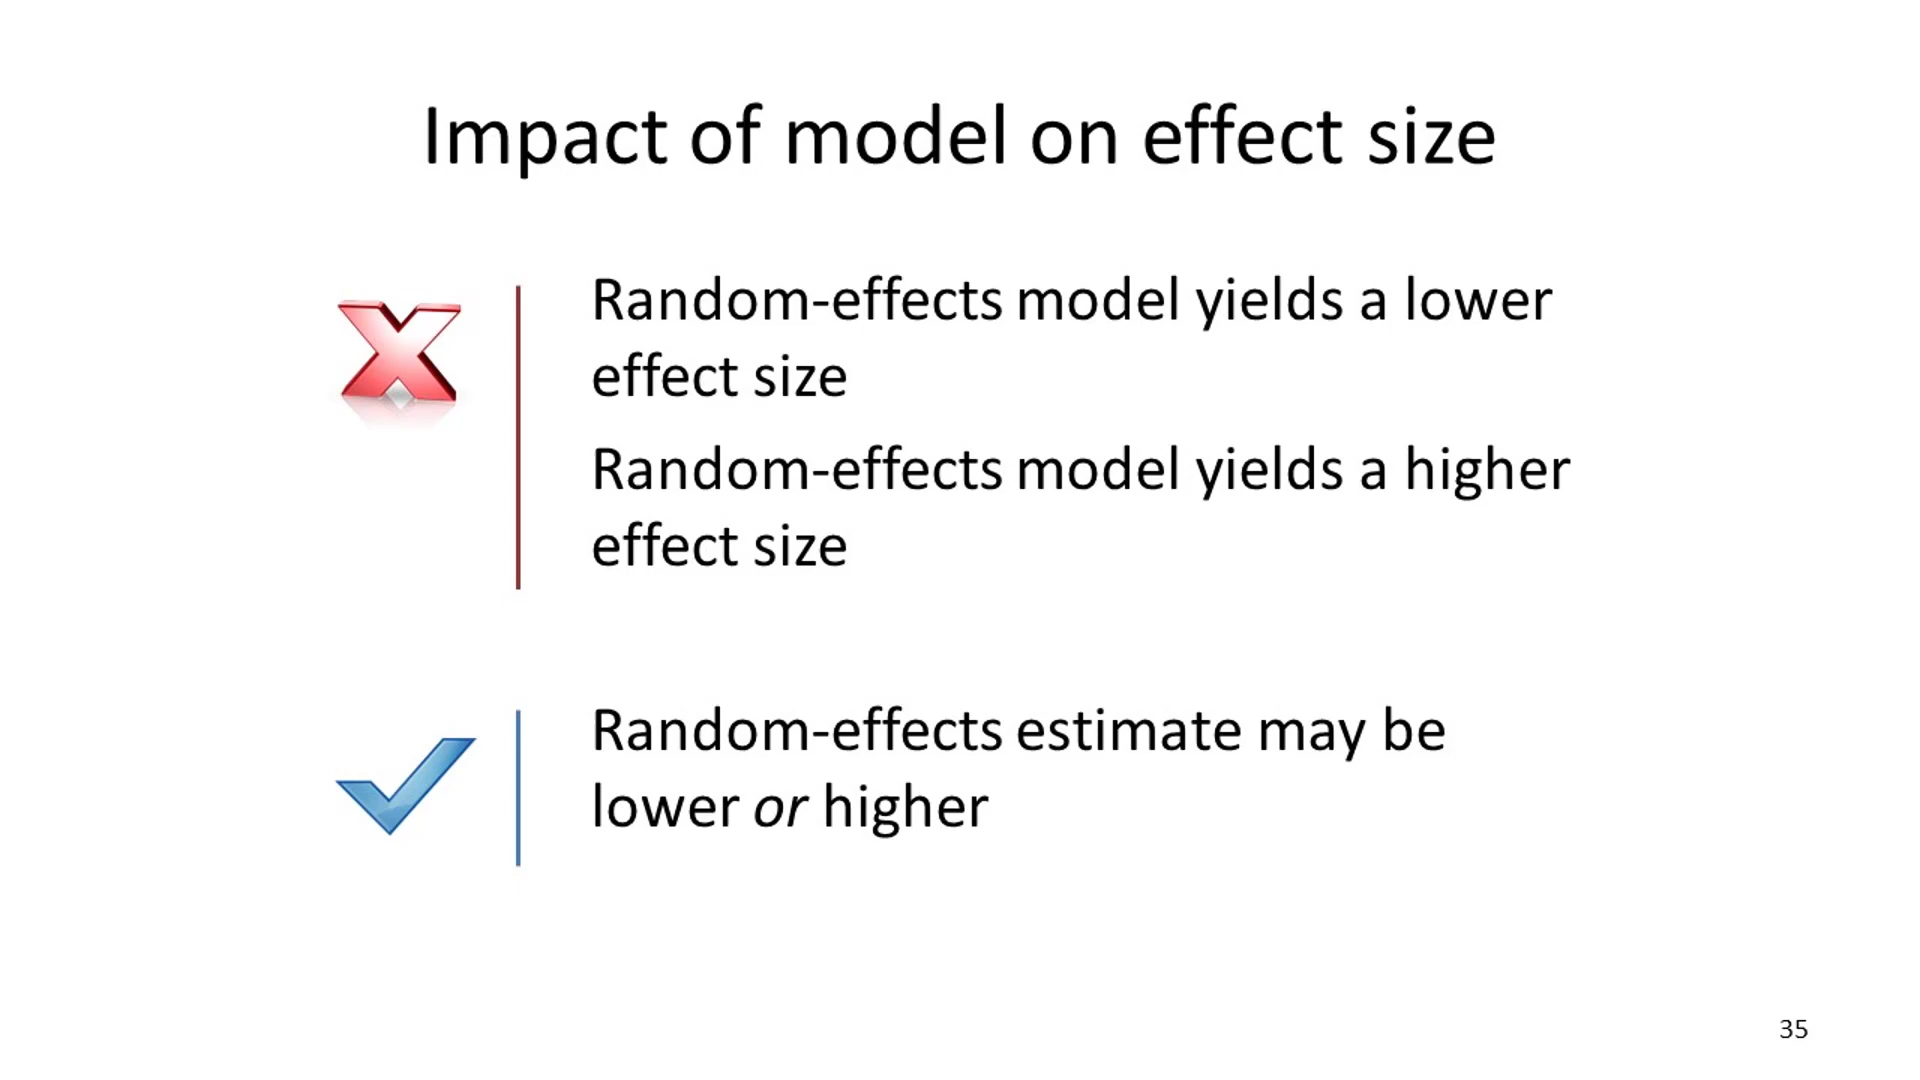 Impact of model on effect size
Random-effects model yields a lower
effect size
Random-effects model yields a higher
effect size
Random-effects estimate may be
lower or higher
35